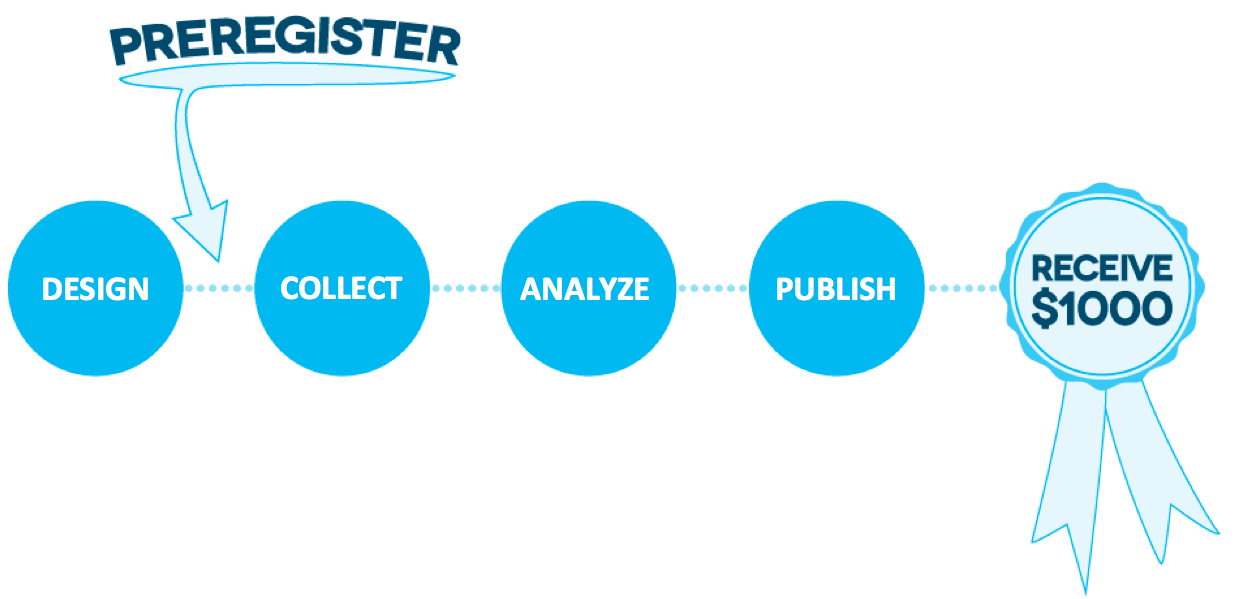 PREREGISTER
DESIGN
COLLECT
ANALYZE
PUBLISH
RECEIVE
$1000